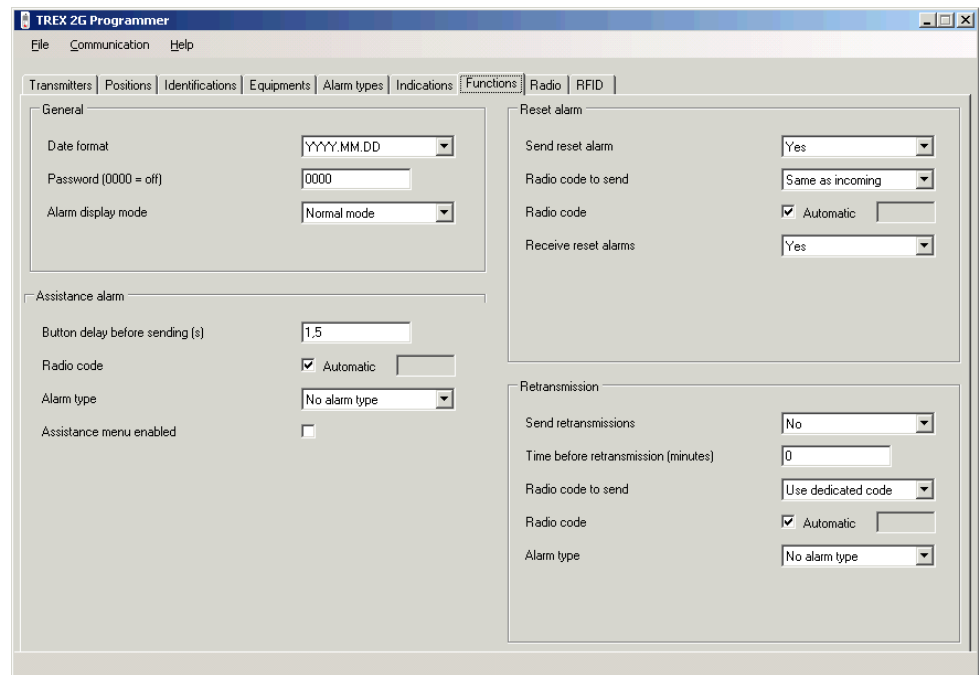 TREX 2G Programmer
File Communication Help
Transmitters Positions Identifications Equipments Alarm types Indications Functions Radio RFID
General
Date format YYYY.MM.DD
Password (0000 = off) 0000
Alarm display mode Normal mode
Assistance alarm
Button delay before sending (s) 1,5
Radio code Automatic
Alarm type No alarm type
Assistance menu enabled
Reset alarm
Send reset alarm Yes
Radio code to send Same as incoming
Radio code Automatic
Receive reset alarms Yes
Retransmission
Send retransmissions No
Time before retransmission (minutes) 0
Radio code to send Use dedicated code
Radio code Automatic
Alarm type No alarm type